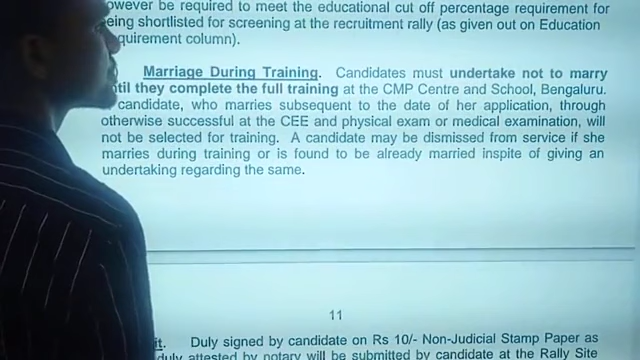 owever be required to meet the educational cut off percentage requirement for
eing shortlisted for screening at the recruitment rally (as given out on Education
quirement column).
Marriage During Training. Candidates must undertake not to marry
ntil they complete the full training at the CMP Centre and School, Bengaluru.
candidate, who marries subsequent to the date of her application, through
otherwise successful at the CEE and physical exam or medical examination, will
not be selected for training. A candidate may be dismissed from service if she
marries during training or is found to be already married inspite of giving an
undertaking regarding the same.
11
it. Duly signed by candidate on Rs 10/- Non-Judicial Stamp Paper as
duly attested by notary will be submitted by candidate at the Rally Site